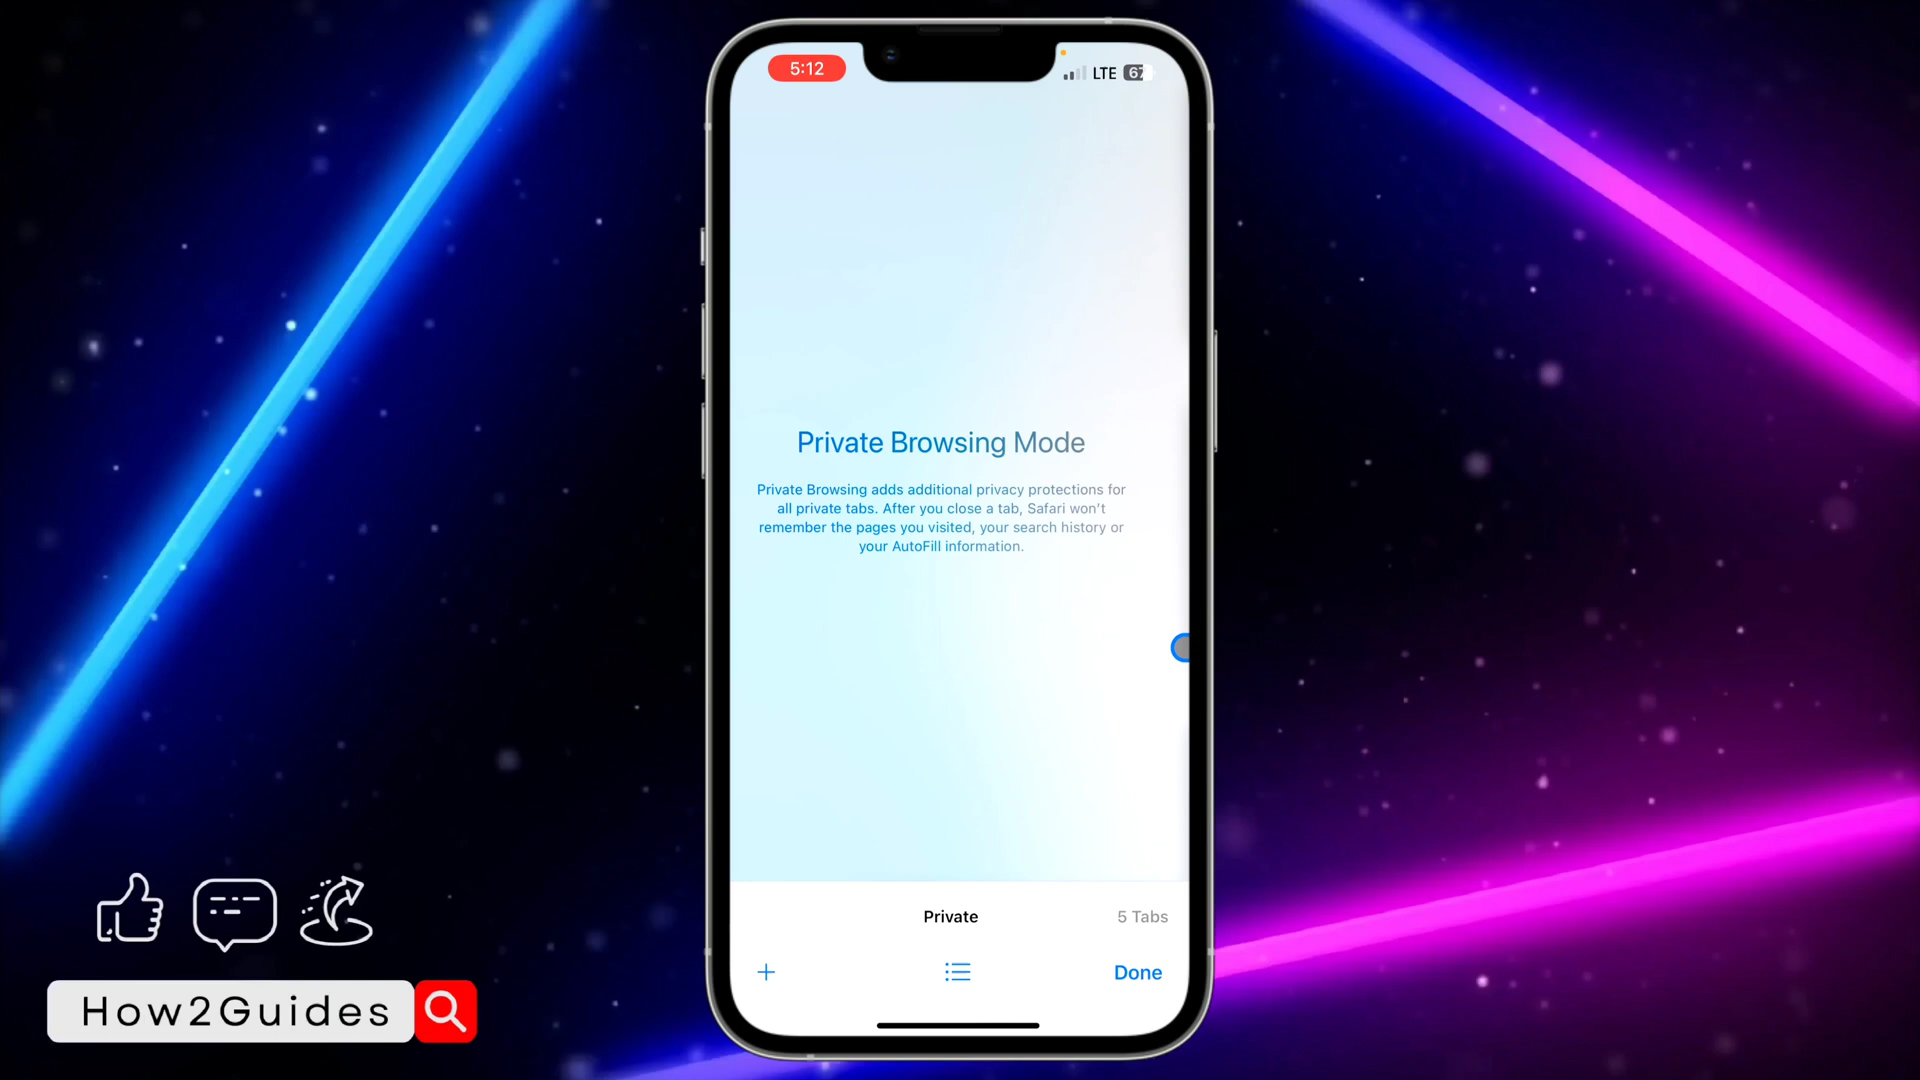 5:12
LTE 67
Private Browsing Mode
Private Browsing adds additional privacy protections for
all private tabs. After you close a tab, Safari won't
remember the pages you visited, your search history or
your AutoFill information.
Private
5 Tabs
Done
How2Guides